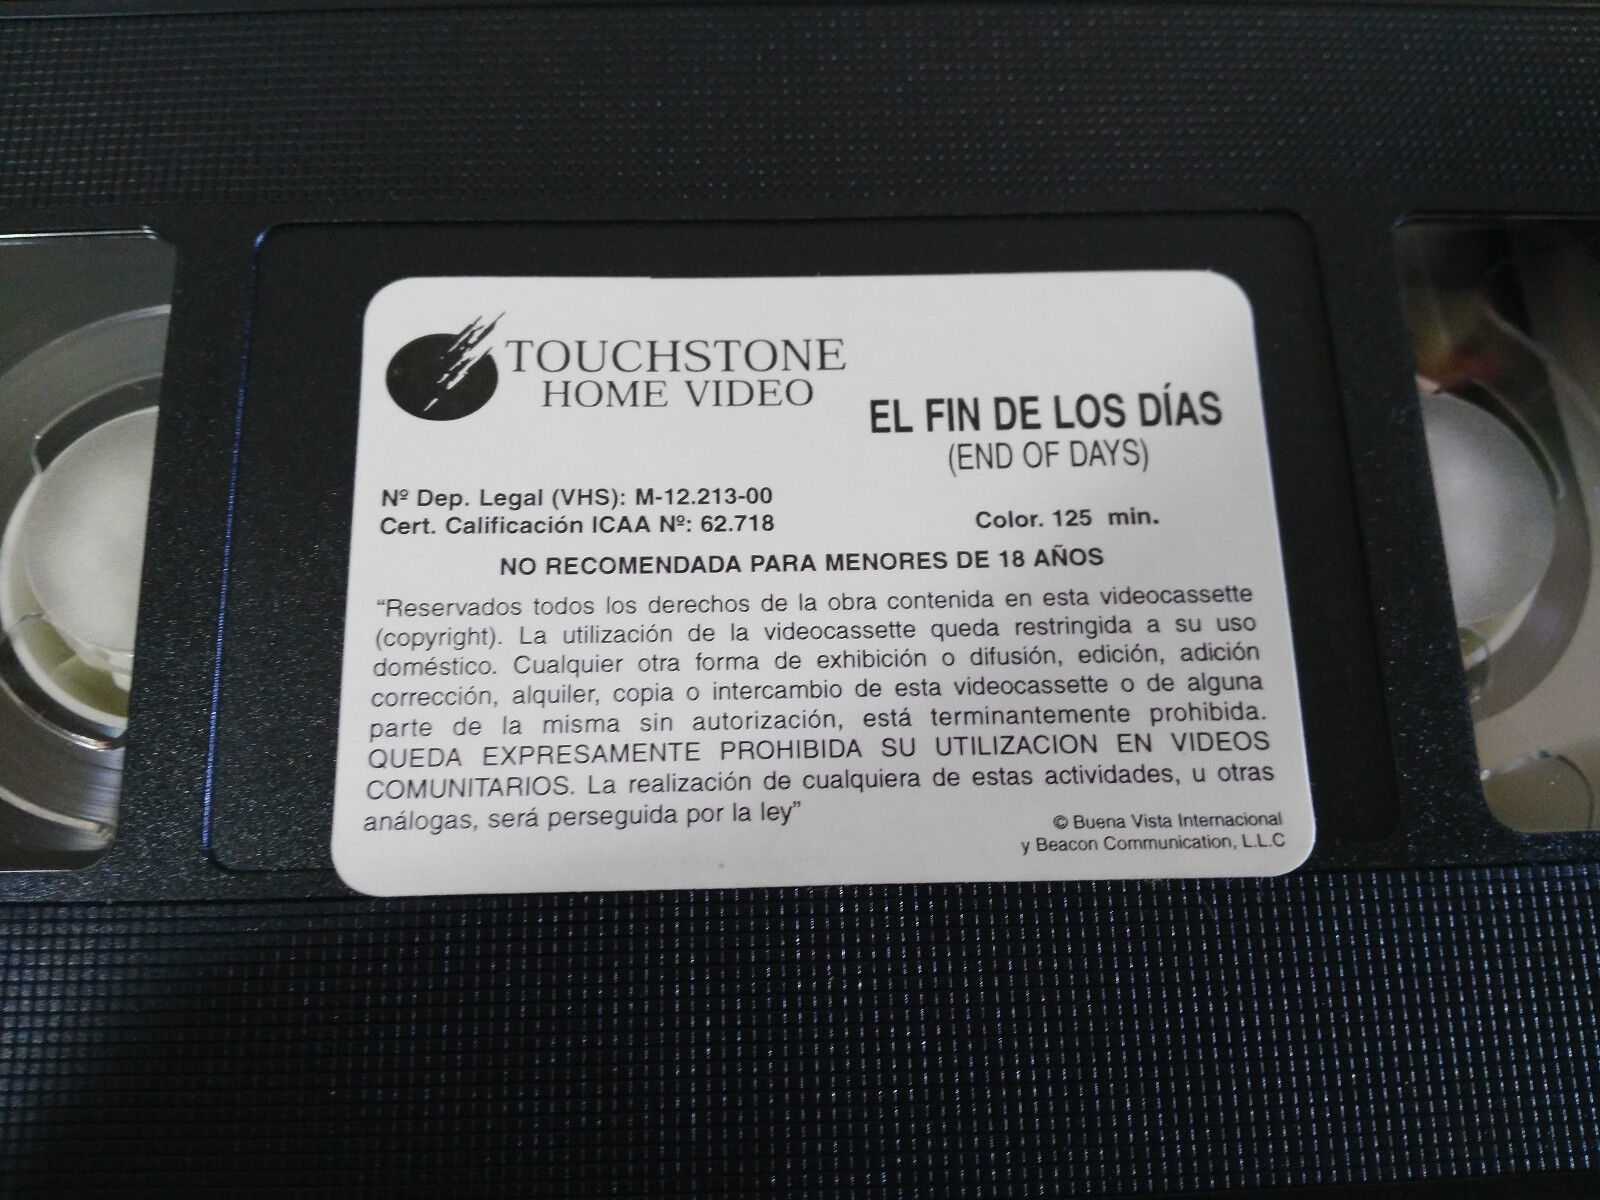 TOUCHSTONE
HOME VIDEO
EL FIN DE LOS DÍAS
(END OF DAYS)
Nº Dep. Legal (VHS): M-12.213-00
Cert. Calificación ICAA Nº: 62.718
Color. 125 min.
NO RECOMENDADA PARA MENORES DE 18 AÑOS
“Reservados todos los derechos de la obra contenida en esta videocassette
(copyright). La utilización de la videocassette queda restringida a su uso
doméstico. Cualquier otra forma de exhibición o difusión, edición, adición
corrección, alquiler, copia o intercambio de esta videocassette o de alguna
parte de la misma sin autorización, está terminantemente prohibida.
QUEDA EXPRESAMENTE PROHIBIDA SU UTILIZACION EN VIDEOS
COMUNITARIOS. La realización de cualquiera de estas actividades, u otras
análogas, será perseguida por la ley”
© Buena Vista Internacional
y Beacon Communication, L.L.C